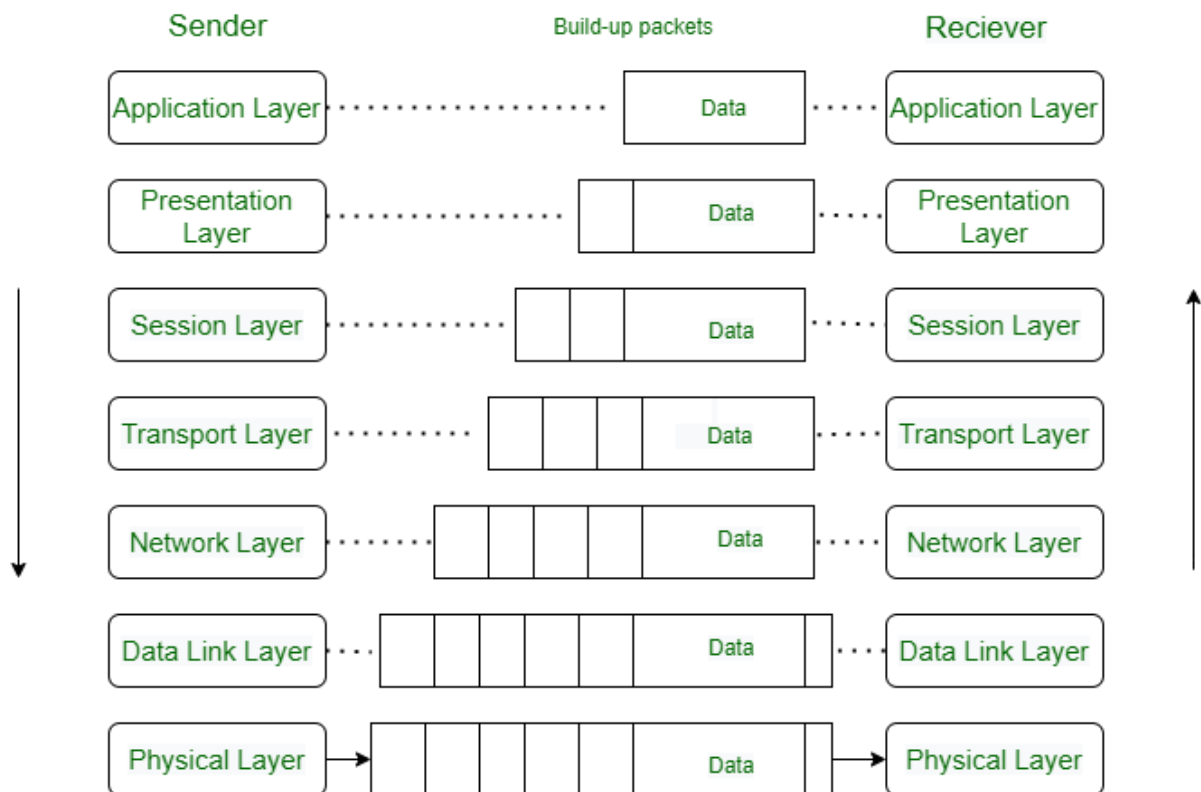 Sender
Build-up packets
Reciever
Application Layer
Data
Application Layer
Presentation
Layer
Data
Presentation
Layer
Session Layer
Data
Session Layer
Transport Layer
Data
Transport Layer
Network Layer
Data
Network Layer
Data Link Layer
Data
Data Link Layer
Physical Layer
Data
Physical Layer